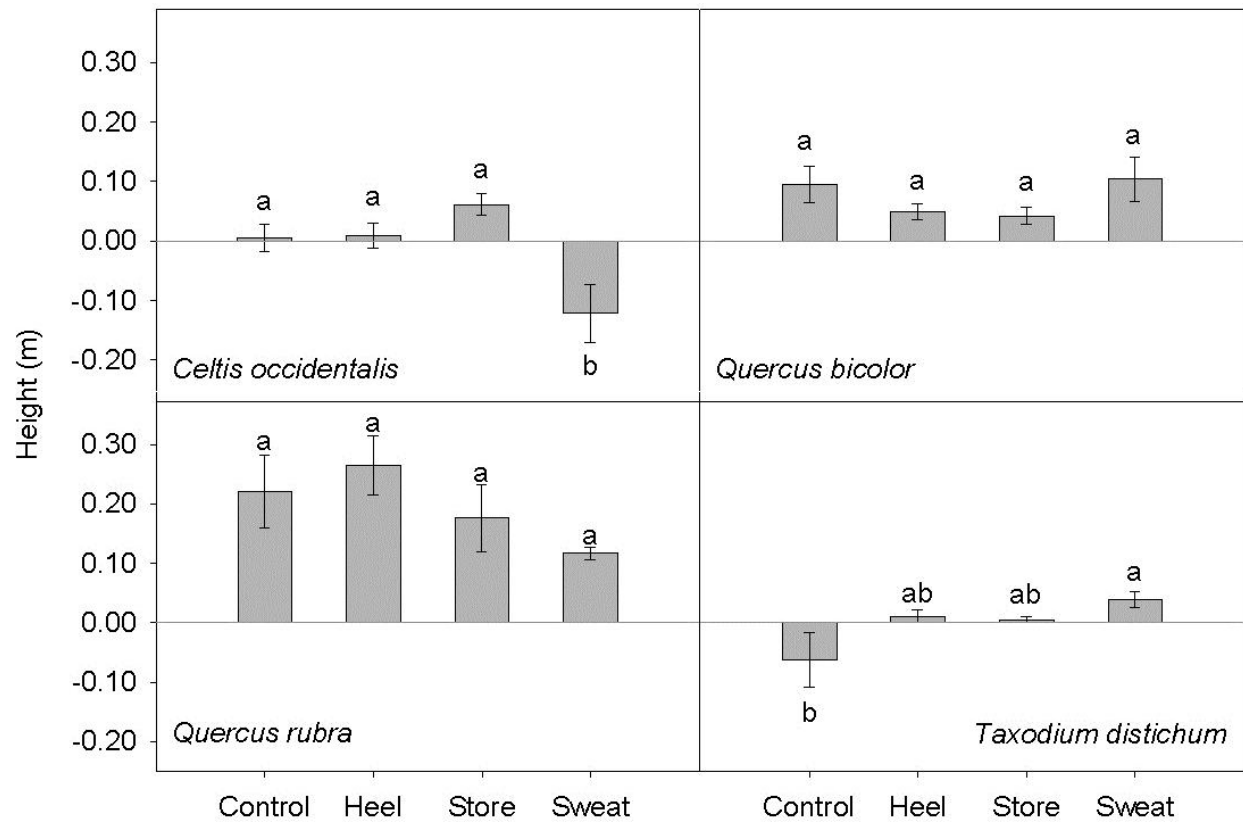 Height (m)
0.30
0.20
0.10
0.00
-0.10
-0.20
a a a b
Celtis occidentalis
a a a a
Quercus bicolor
0.30
0.20
0.10
0.00
-0.10
-0.20
a a a a
Quercus rubra
b ab ab a
Taxodium distichum
Control Heel Store Sweat
Control Heel Store Sweat